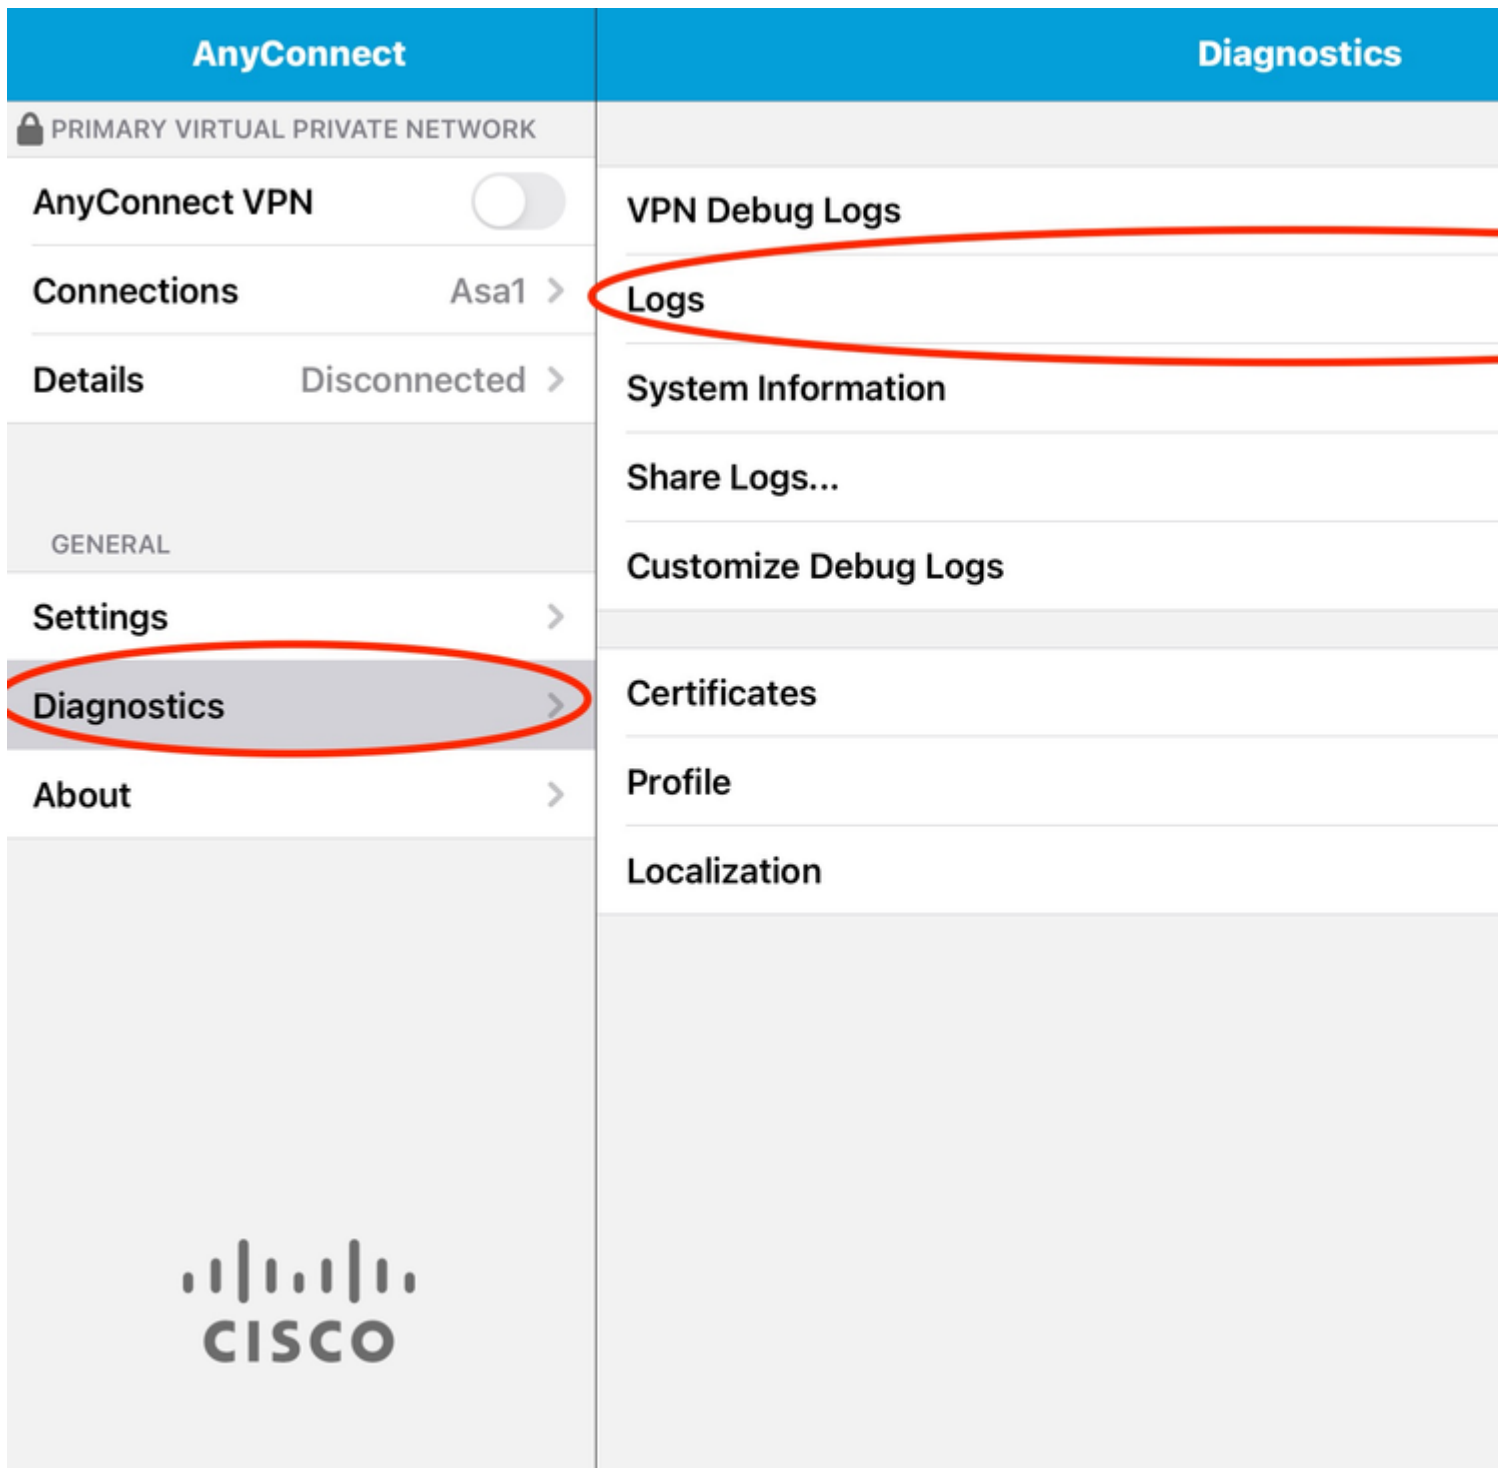 AnyConnect
PRIMARY VIRTUAL PRIVATE NETWORK
AnyConnect VPN
Connections Asa1
Details Disconnected
GENERAL
Settings
Diagnostics
About
CISCO
Diagnostics
VPN Debug Logs
Logs
System Information
Share Logs...
Customize Debug Logs
Certificates
Profile
Localization